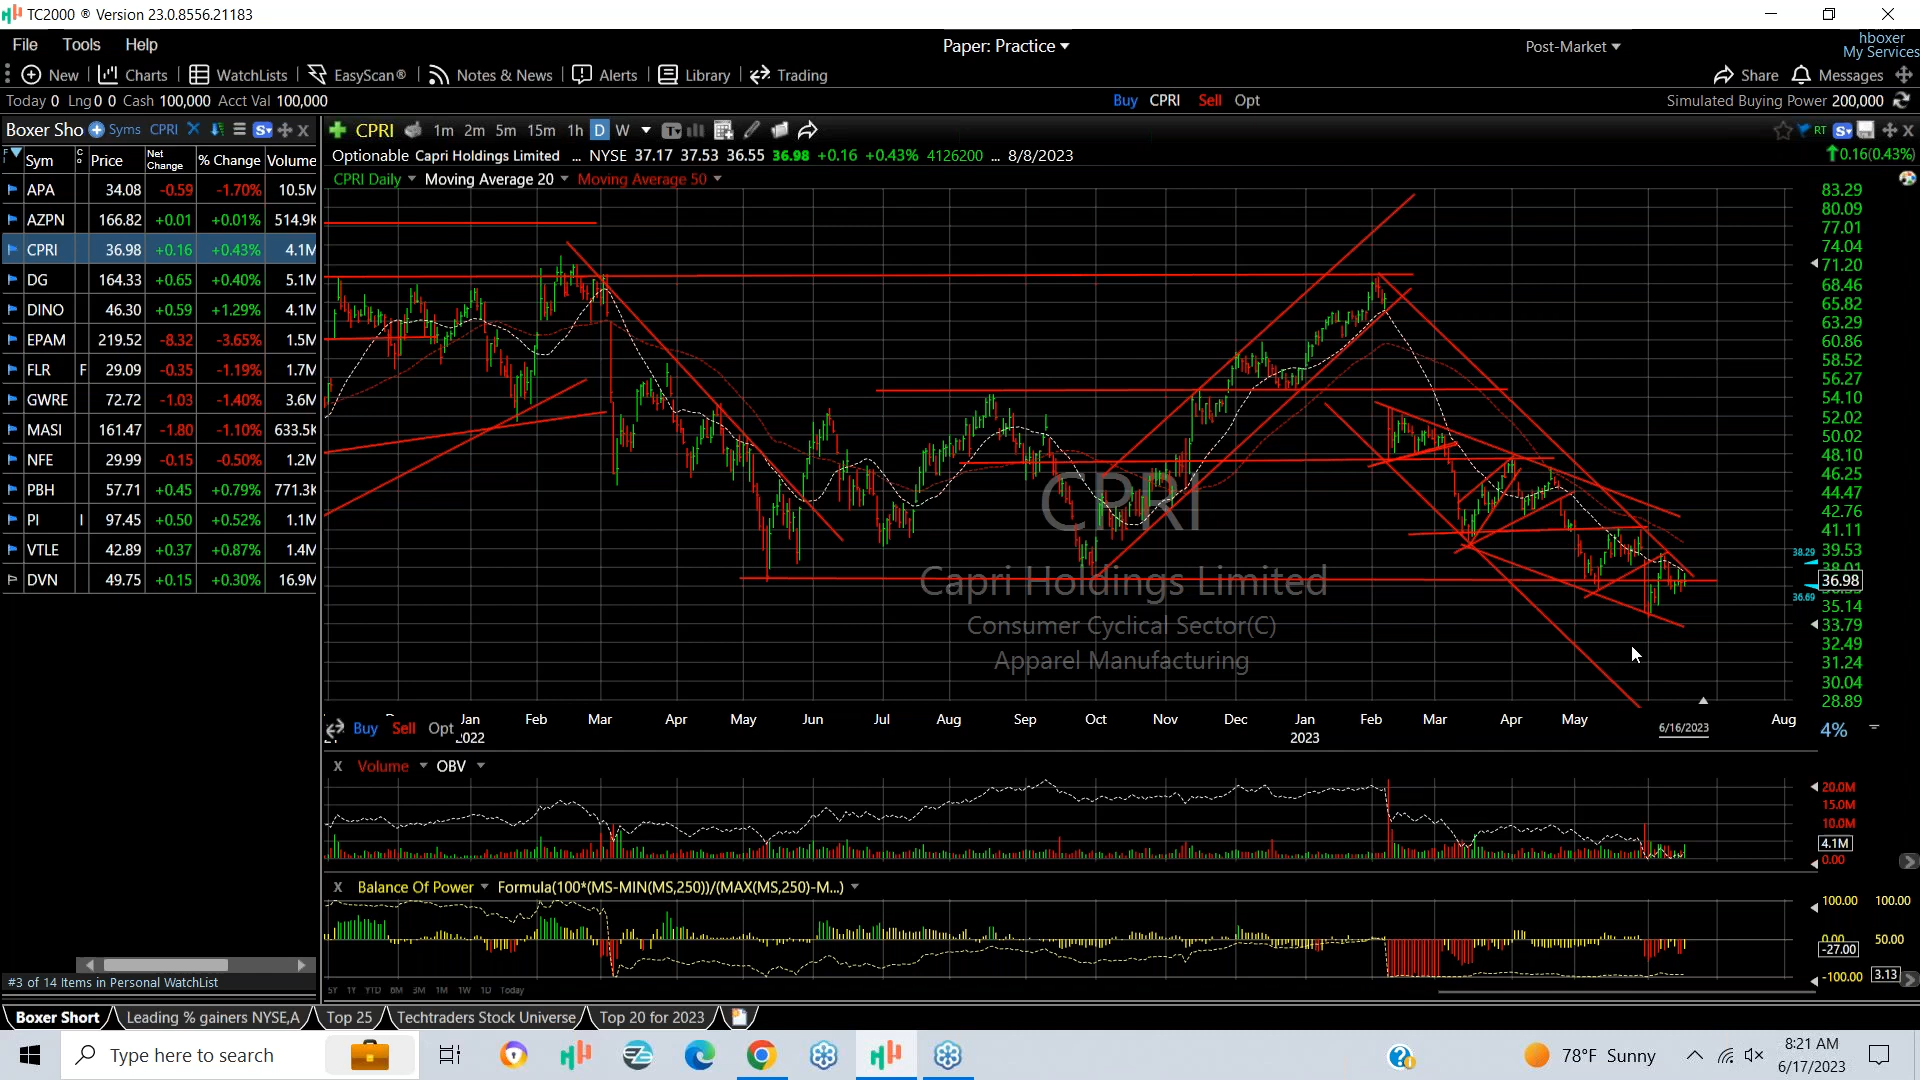 TC2000 ® Version 23.0.8556.21183
File Tools Help
Paper: Practice
Post-Market
hboxer
My Services
New Charts WatchLists EasyScan® Notes & News Alerts Library Trading
Share Messages
Today 0 Lng 0 0 Cash 100,000 Acct Val 100,000
Buy CPRI Sell Opt
Simulated Buying Power 200,000
Boxer Sho Syms CPRI
CPRI 1m 2m 5m 15m 1h D W
RT
Optionable Capri Holdings Limited ... NYSE 37.17 37.53 36.55 36.98 +0.16 +0.43% 4126200 ... 8/8/2023
0.16(0.43%)
CPRI Daily Moving Average 20 Moving Average 50
Sym Price Net Change % Change Volume
APA 34.08 -0.59 -1.70% 10.5M
AZPN 166.82 +0.01 +0.01% 514.9K
CPRI 36.98 +0.16 +0.43% 4.1M
DG 164.33 +0.65 +0.40% 5.1M
DINO 46.30 +0.59 +1.29% 4.1M
EPAM 219.52 -8.32 -3.65% 1.5M
FLR F 29.09 -0.35 -1.19% 1.7M
GWRE 72.72 -1.03 -1.40% 3.6M
MASI 161.47 -1.80 -1.10% 633.5K
NFE 29.99 -0.15 -0.50% 1.2M
PBH 57.71 +0.45 +0.79% 771.3K
PI I 97.45 +0.50 +0.52% 1.1M
VTLE 42.89 +0.37 +0.87% 1.4M
DVN 49.75 +0.15 +0.30% 16.9M
83.29
80.09
77.01
74.04
71.20
68.46
65.82
63.29
60.86
58.52
56.27
54.10
52.02
50.02
48.10
46.25
44.47
42.76
41.11
39.53
38.29
38.01
36.98
36.69
35.14
33.79
32.49
31.24
30.04
28.89
CPRI
Capri Holdings Limited
Consumer Cyclical Sector(C)
Apparel Manufacturing
Jan Feb Mar Apr May Jun Jul Aug Sep Oct Nov Dec Jan Feb Mar Apr May Aug
2022 2023
6/16/2023
Buy Sell Opt
4%
X Volume OBV
20.0M
15.0M
10.0M
4.1M
0.00
X Balance Of Power Formula(100*(MS-MIN(MS,250))/(MAX(MS,250)-M...)
100.00 100.00
0.00 50.00
-27.00
-100.00 3.13
5Y 1Y YTD 6M 3M 1M 1W 1D Today
#3 of 14 Items in Personal WatchList
Boxer Short Leading % gainers NYSE,A Top 25 Techtraders Stock Universe Top 20 for 2023
Type here to search
78°F Sunny
8:21 AM
6/17/2023